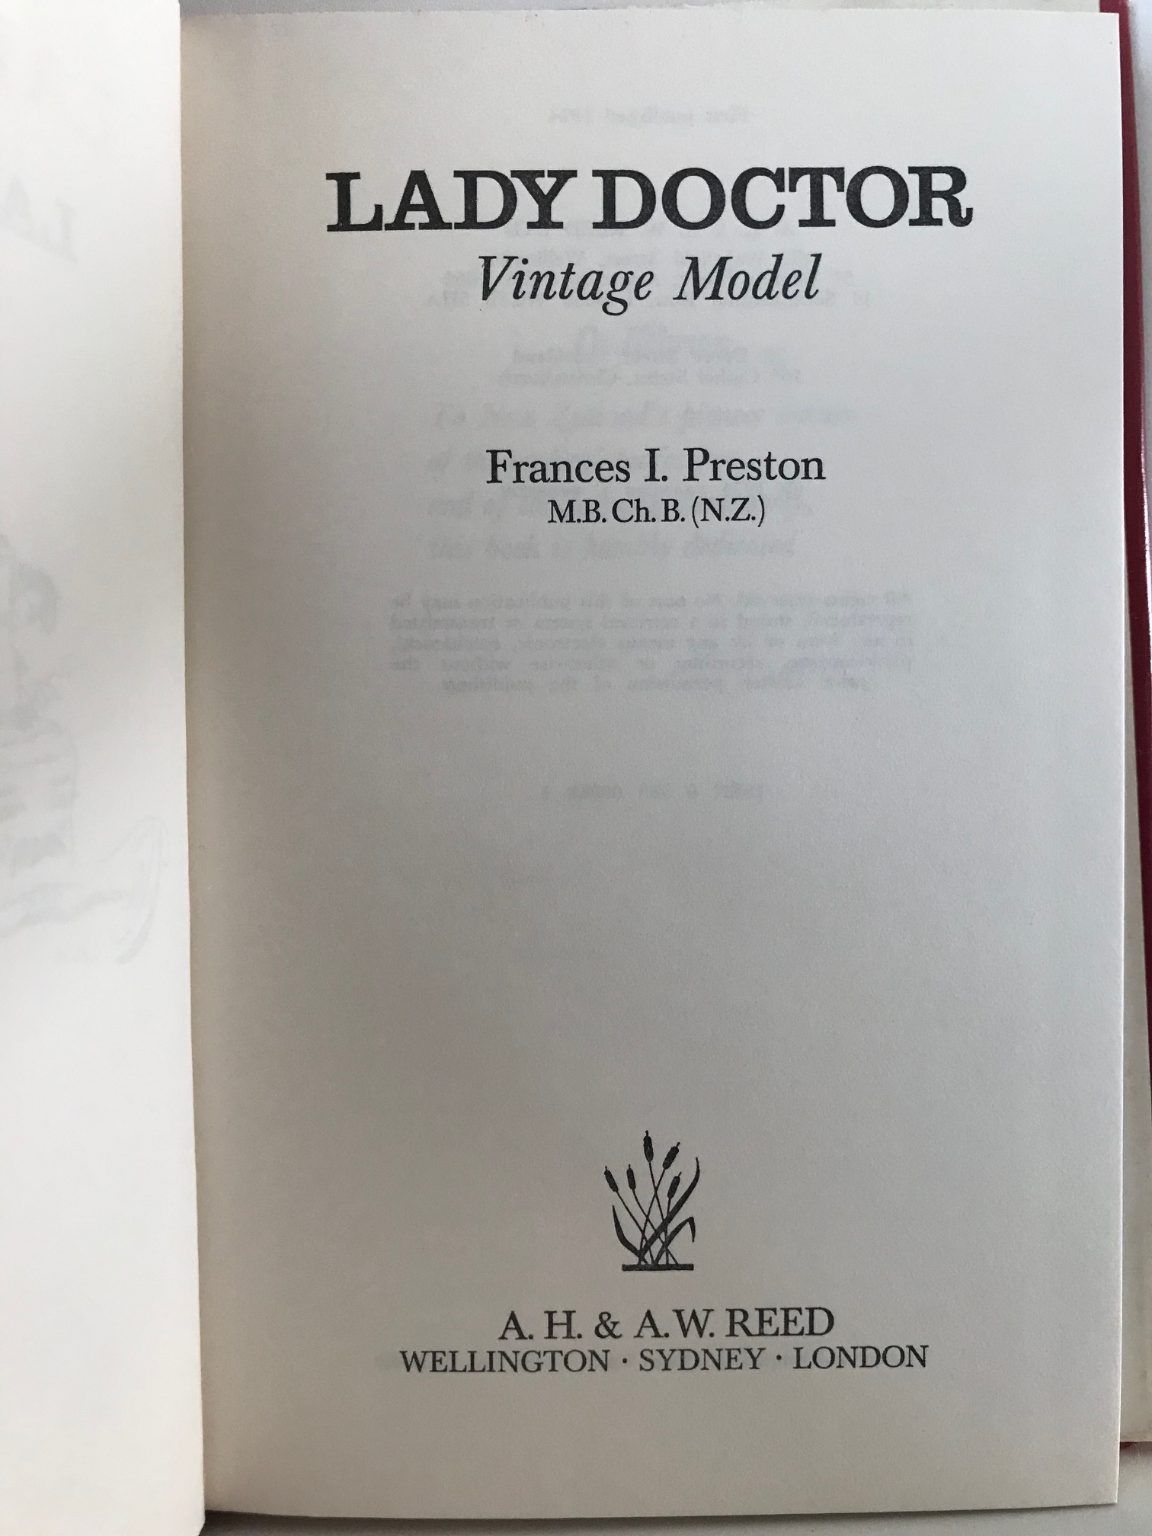 LADY DOCTOR
Vintage Model
Frances I. Preston
M.B. Ch. B. (N.Z.)
A. H. & A. W. REED
WELLINGTON · SYDNEY · LONDON